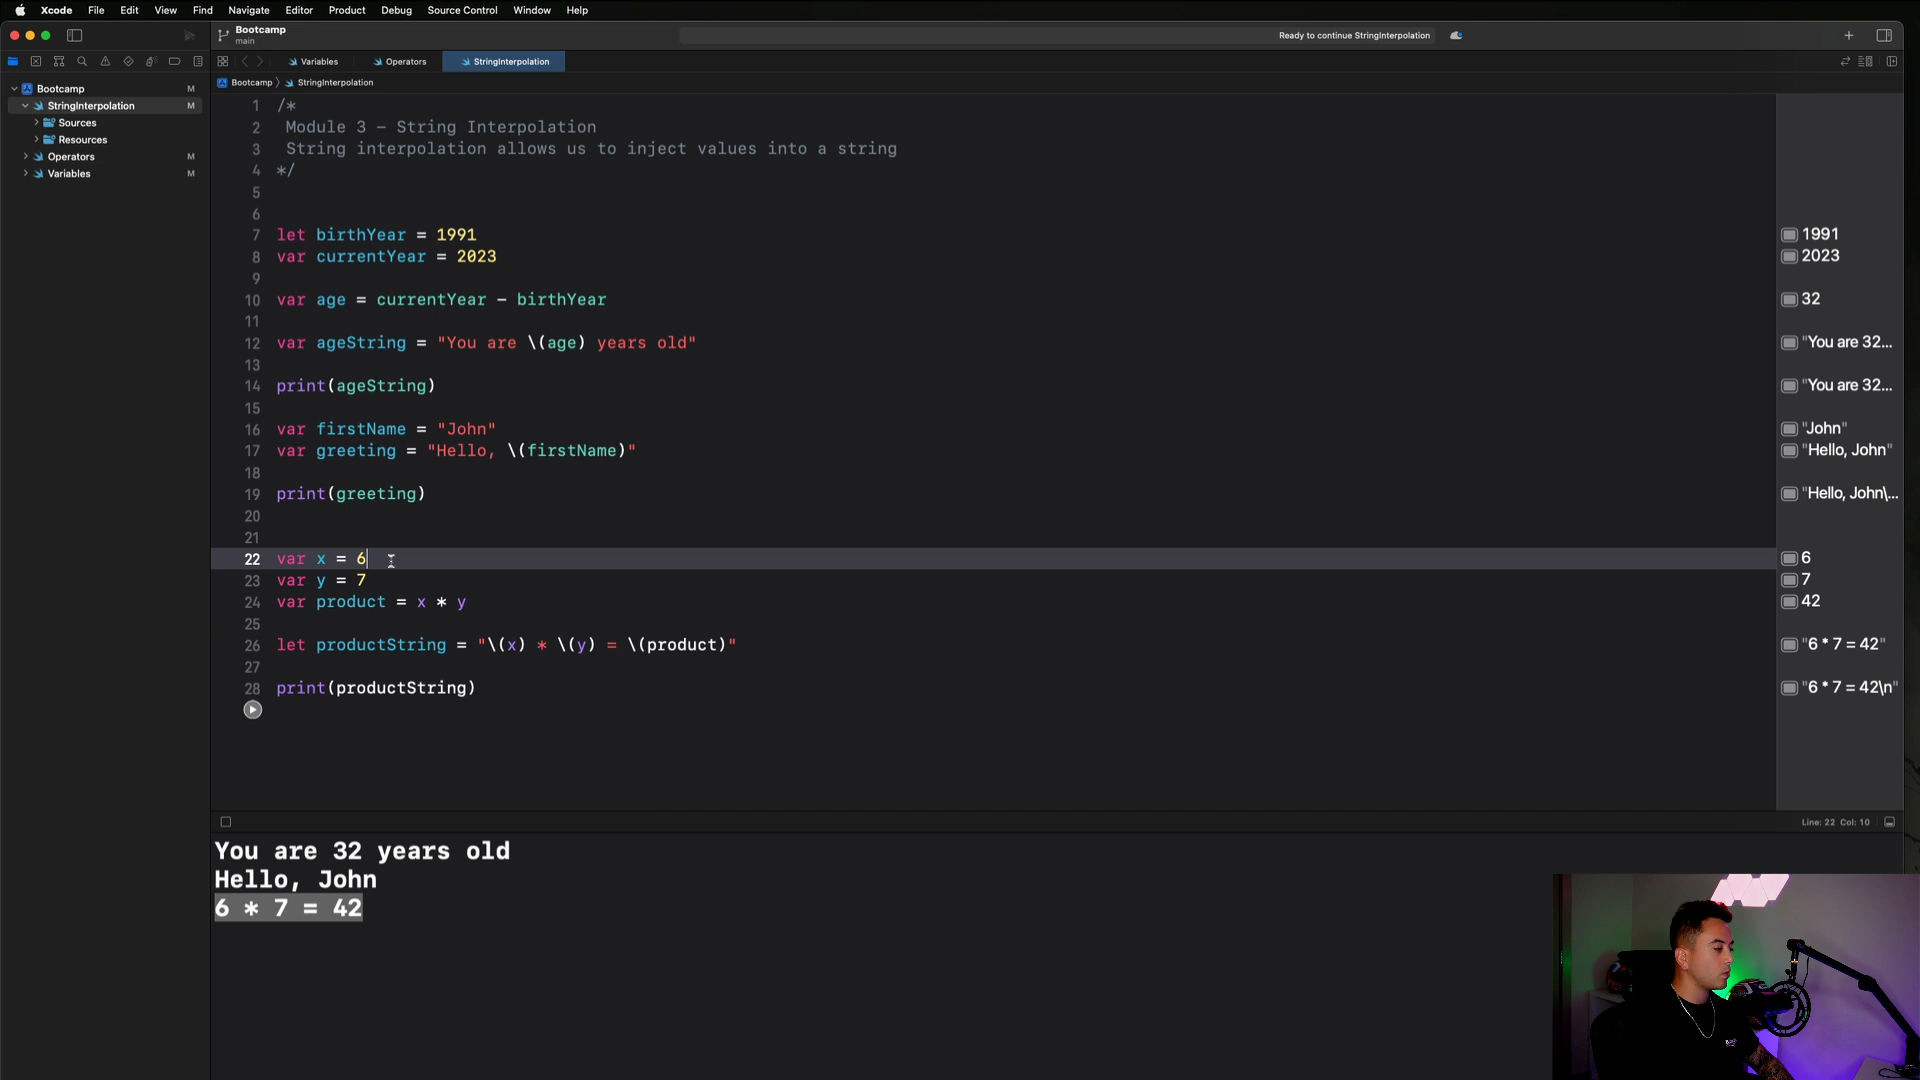 Xcode File Edit View Find Navigate Editor Product Debug Source Control Window Help
Bootcamp
main
Ready to continue StringInterpolation
Variables Operators StringInterpolation
Bootcamp M
Bootcamp StringInterpolation
StringInterpolation M
Sources
Resources
Operators M
Variables M
1 /*
2 Module 3 – String Interpolation
3 String interpolation allows us to inject values into a string
4 */
5
6
7 let birthYear = 1991 1991
8 var currentYear = 2023 2023
9
10 var age = currentYear - birthYear 32
11
12 var ageString = "You are \(age) years old" "You are 32...
13
14 print(ageString) "You are 32...
15
16 var firstName = "John" "John"
17 var greeting = "Hello, \(firstName)" "Hello, John"
18
19 print(greeting) "Hello, John\...
20
21
22 var x = 6 6
23 var y = 7 7
24 var product = x * y 42
25
26 let productString = "\(x) * \(y) = \(product)" "6 * 7 = 42"
27
28 print(productString) "6 * 7 = 42\n"
Line: 22 Col: 10
You are 32 years old
Hello, John
6 * 7 = 42